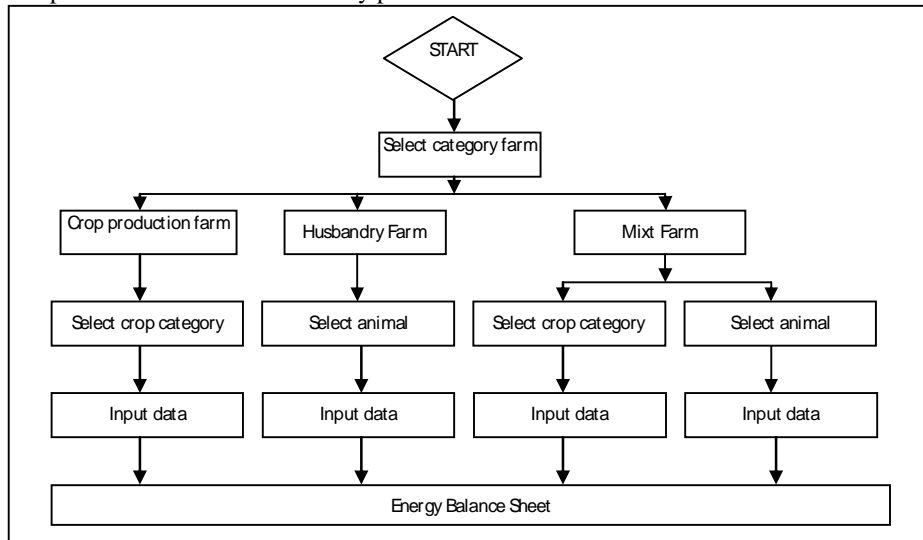 START
Select category farm
Crop production farm
Husbandry Farm
Mixt Farm
Select crop category
Select animal
Select crop category
Select animal
Input data
Input data
Input data
Input data
Energy Balance Sheet